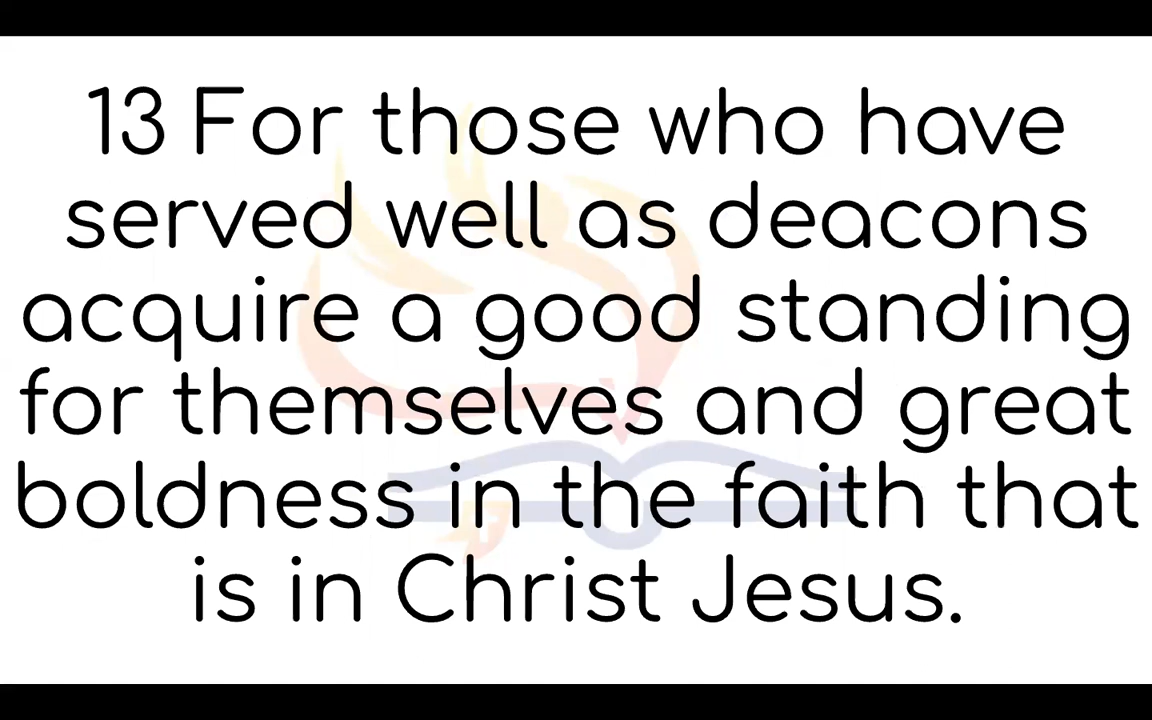 13 For those who have
served well as deacons
acquire a good standing
for themselves and great
boldness in the faith that
is in Christ Jesus.